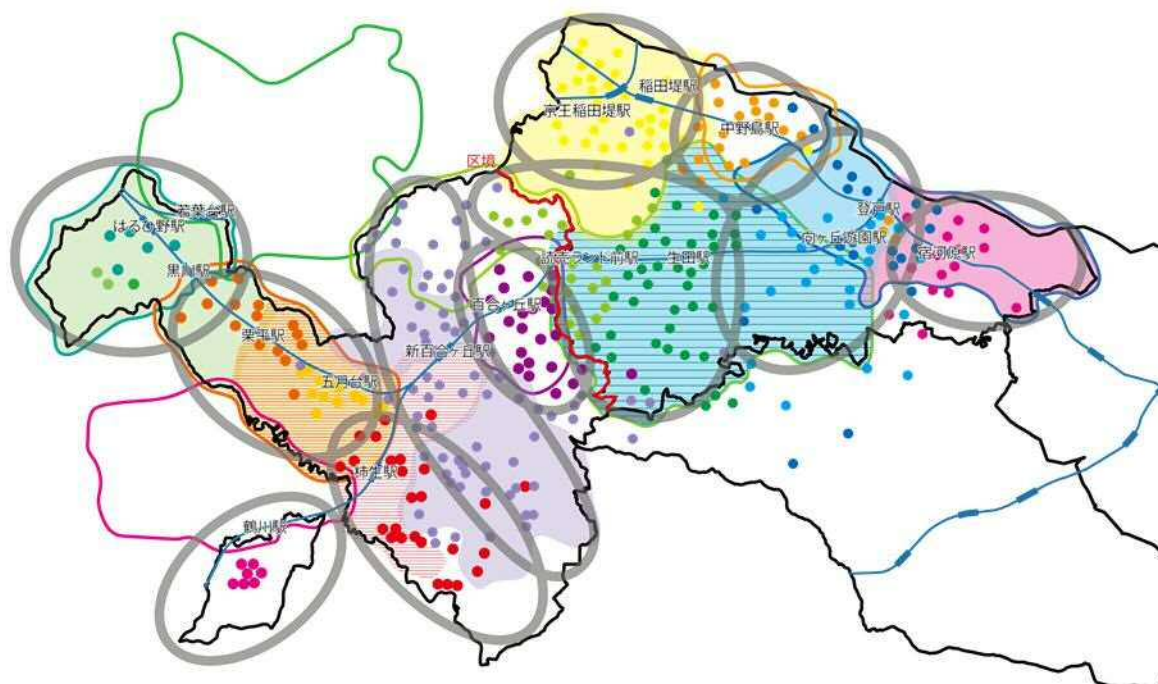 稲田堤駅
京王稲田堤駅
中野島駅
区境
若葉台駅
はるひ野駅
登戸駅
向ヶ丘遊園駅
宿河原駅
読売ランド前駅
生田駅
黒川駅
百合ヶ丘駅
栗平駅
新百合ヶ丘駅
五月台駅
柿生駅
鶴川駅